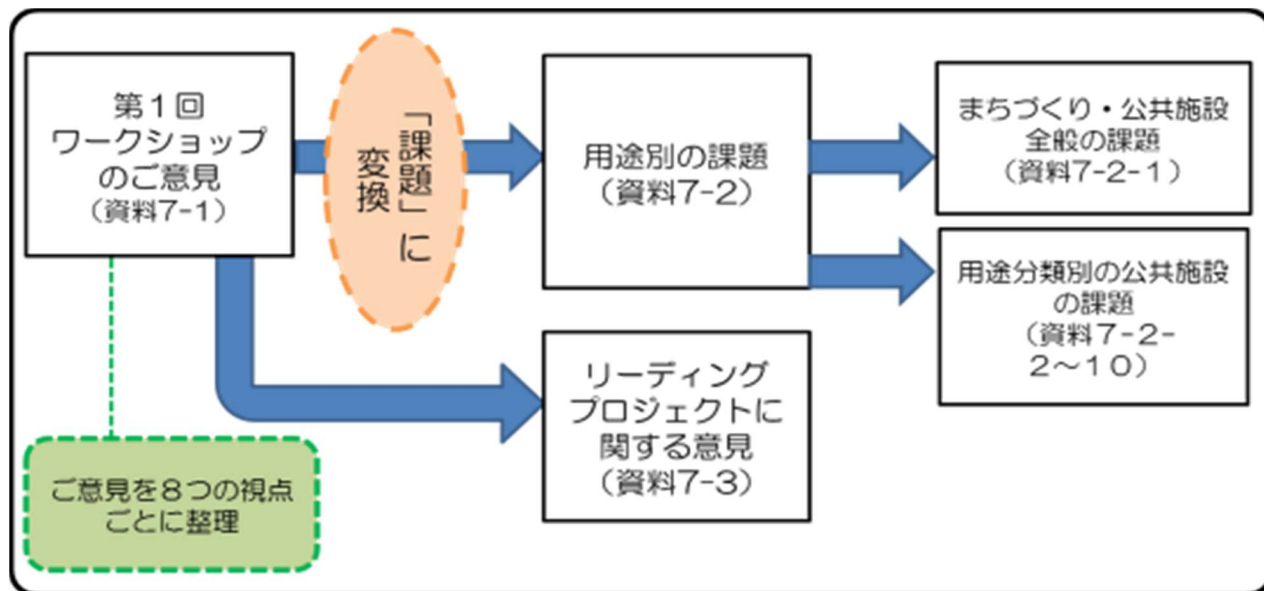 第１回
ワークショップ
のご意見
（資料7-1）
「課題」に
変換
用途別の課題
（資料7-2）
まちづくり・公共施設
全般の課題
（資料7-2-1）
用途分類別の公共施設
の課題
（資料７-２-
２～１０）
リーディング
プロジェクトに
関する意見
（資料7-3）
ご意見を８つの視点
ごとに整理